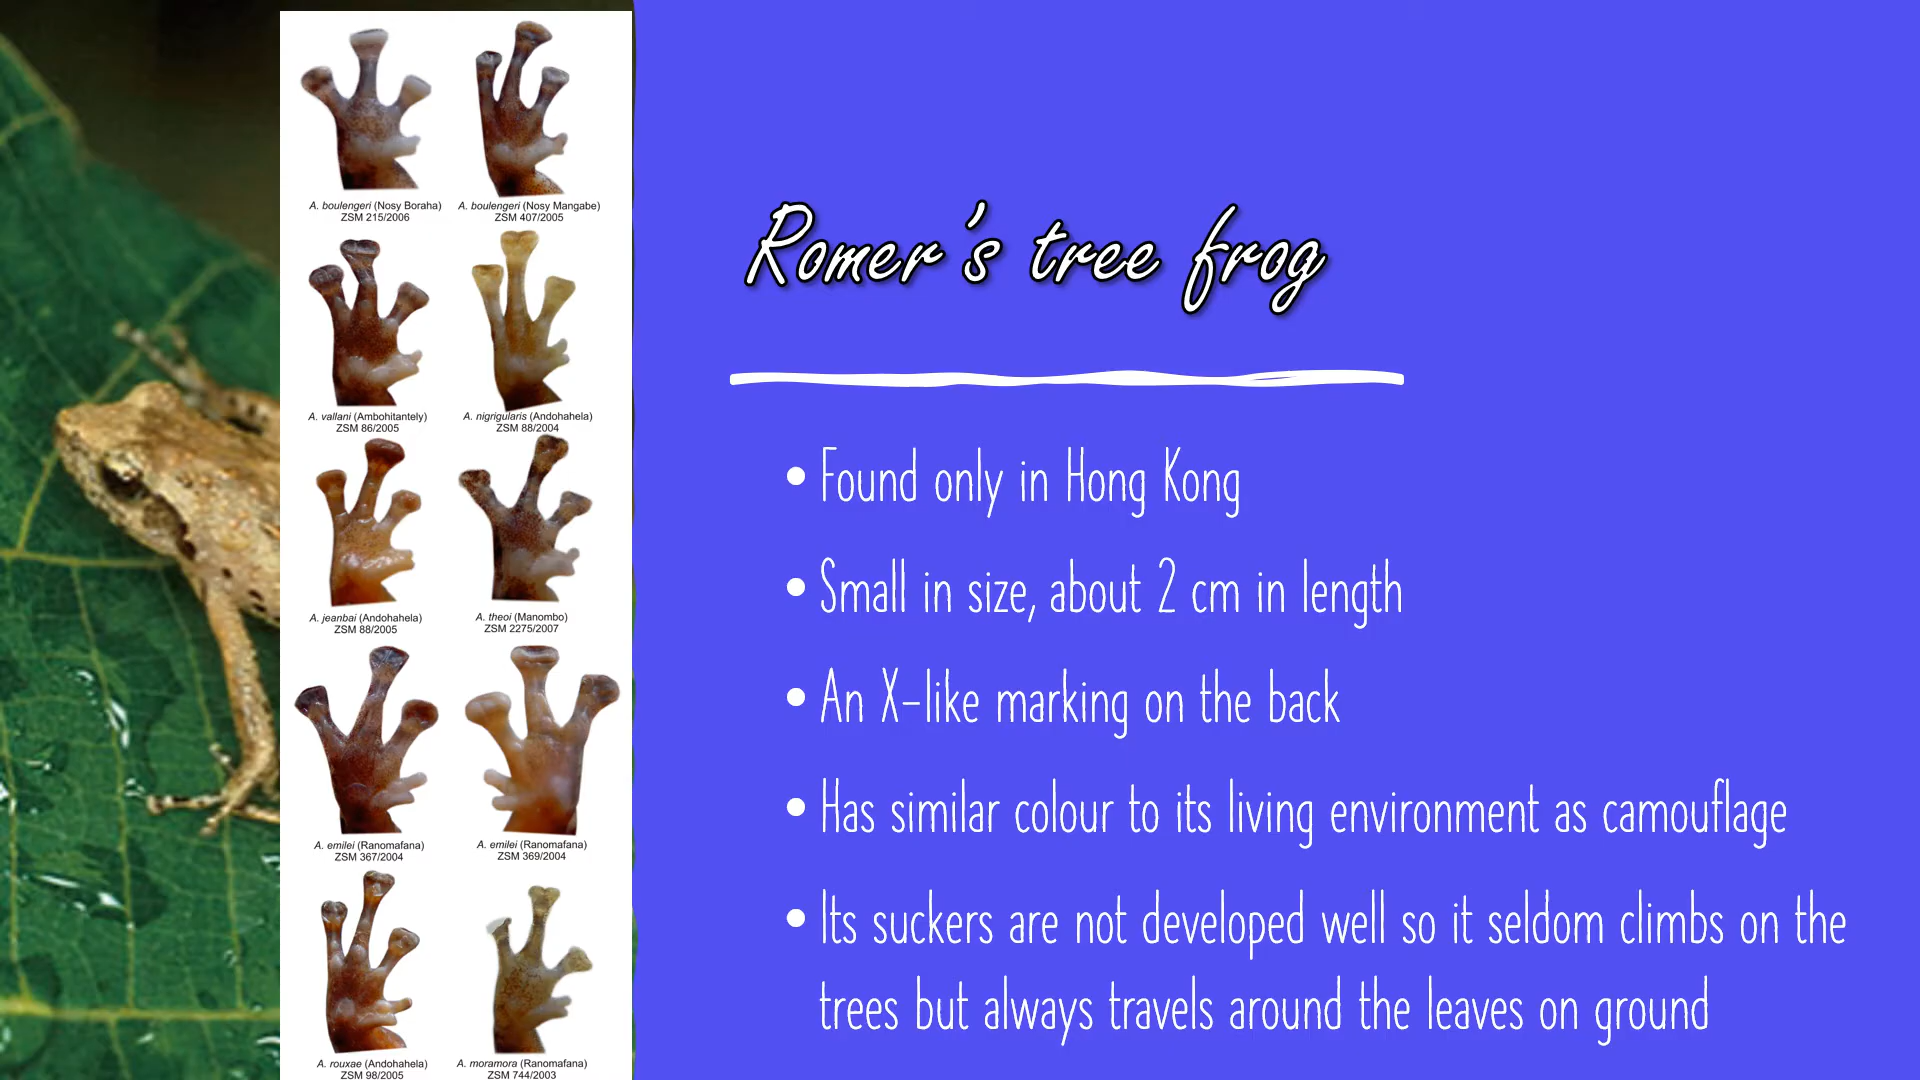 A. boulengeri (Nosy Boraha)
ZSM 215/2006
A. boulengeri (Nosy Mangabe)
ZSM 407/2005
A. vallani (Ambohitantely)
ZSM 86/2005
A. nigrigularis (Andohahela)
ZSM 88/2004
A. jeanbai (Andohahela)
ZSM 88/2005
A. theoi (Manombo)
ZSM 2275/2007
A. emilei (Ranomafana)
ZSM 367/2004
A. emilei (Ranomafana)
ZSM 369/2004
A. rouxae (Andohahela)
ZSM 98/2005
A. moramora (Ranomafana)
ZSM 744/2003
Romer's tree frog
• Found only in Hong Kong
• Small in size, about 2 cm in length
• An X-like marking on the back
• Has similar colour to its living environment as camouflage
• Its suckers are not developed well so it seldom climbs on the
trees but always travels around the leaves on ground